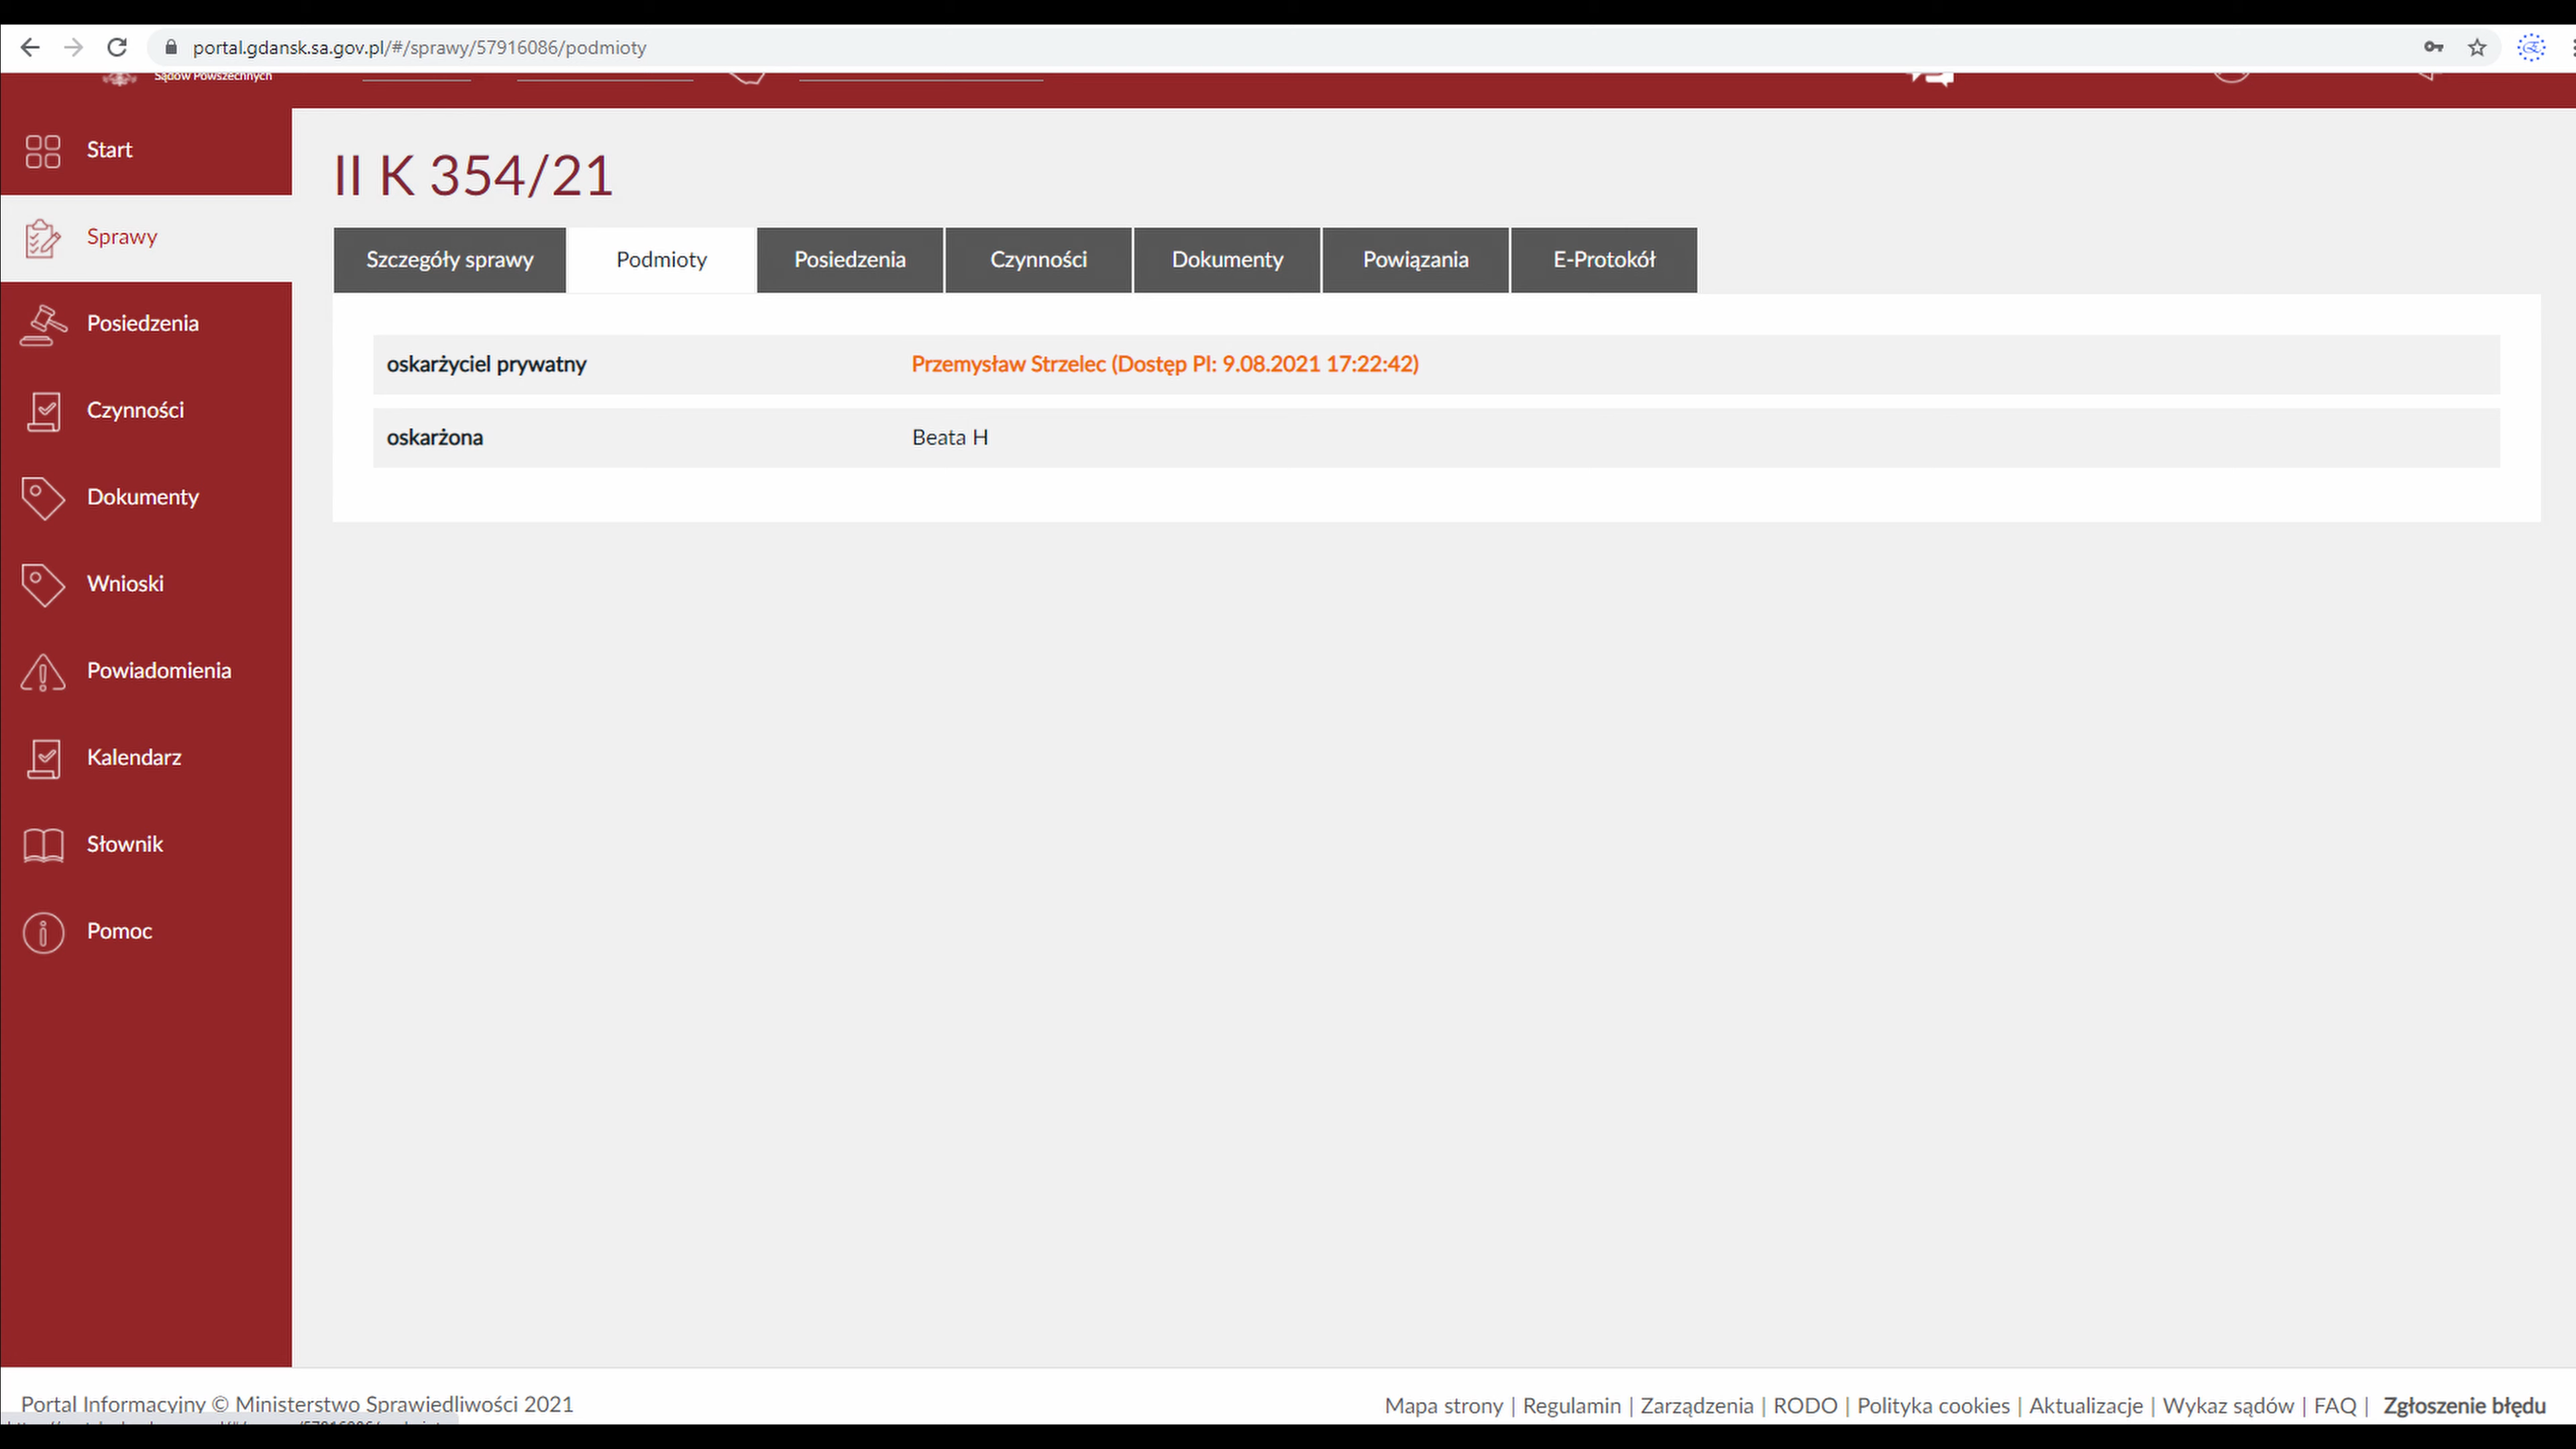 portal.gdansk.sa.gov.pl/#/sprawy/57916086/podmioty
Sądów Powszechnych
Start
Sprawy
Posiedzenia
Czynności
Dokumenty
Wnioski
Powiadomienia
Kalendarz
Słownik
Pomoc
II K 354/21
Szczegóły sprawy Podmioty Posiedzenia Czynności Dokumenty Powiązania E-Protokół
oskarżyciel prywatny Przemysław Strzelec (Dostęp PI: 9.08.2021 17:22:42)
oskarżona Beata H
Portal Informacyjny © Ministerstwo Sprawiedliwości 2021
Mapa strony | Regulamin | Zarządzenia | RODO | Polityka cookies | Aktualizacje | Wykaz sądów | FAQ | Zgłoszenie błędu